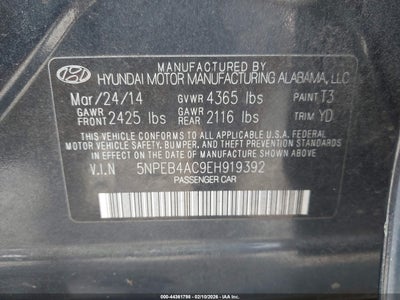 MANUFACTURED BY
HYUNDAI MOTOR MANUFACTURING ALABAMA, LLC
Mar/24/14 GVWR 4365 lbs PAINT T3
GAWR FRONT 2425 lbs GAWR REAR 2116 lbs TRIM YD
THIS VEHICLE CONFORMS TO ALL APPLICABLE U.S.A. FEDERAL
MOTOR VEHICLE SAFETY, BUMPER, AND THEFT PREVENTION
STANDARDS IN EFFECT ON THE DATE OF MANUFACTURE SHOWN ABOVE.
V.I.N 5NPEB4AC9EH919392
PASSENGER CAR
000-44361798 - 02/10/2026 - IAA Inc.